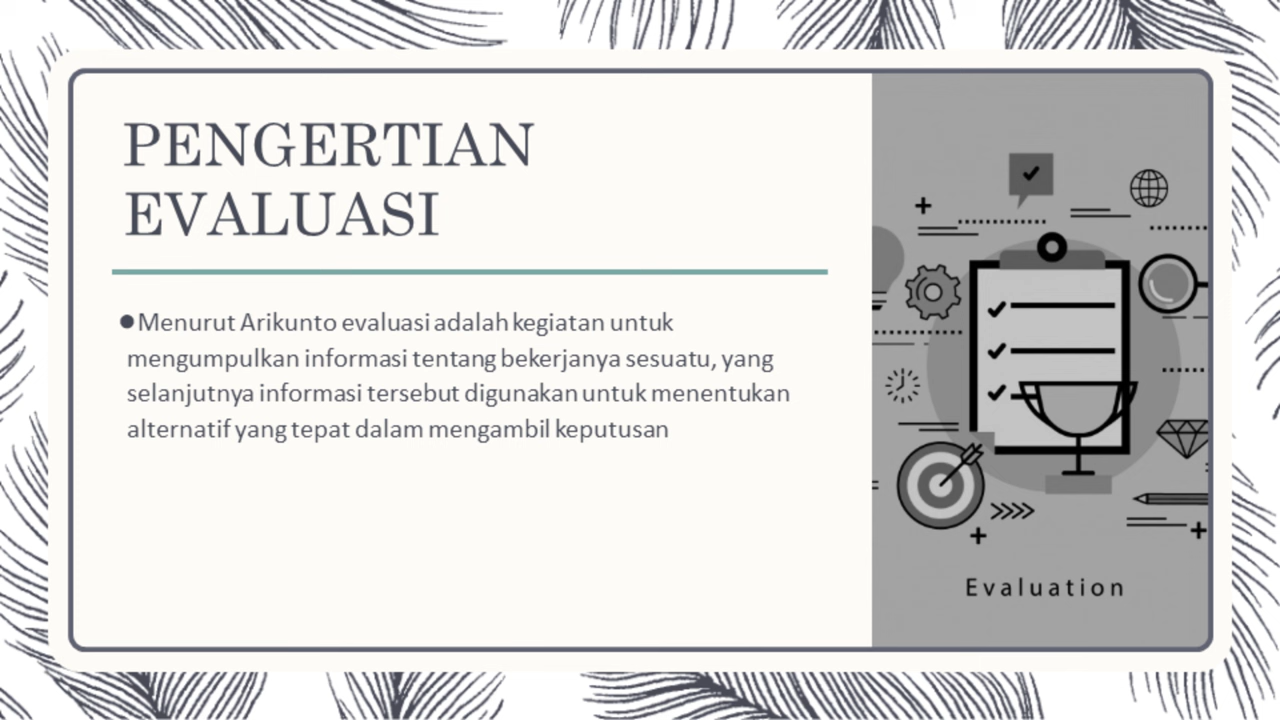 PENGERTIAN
EVALUASI
●Menurut Arikunto evaluasi adalah kegiatan untuk
mengumpulkan informasi tentang bekerjanya sesuatu, yang
selanjutnya informasi tersebut digunakan untuk menentukan
alternatif yang tepat dalam mengambil keputusan
Evaluation